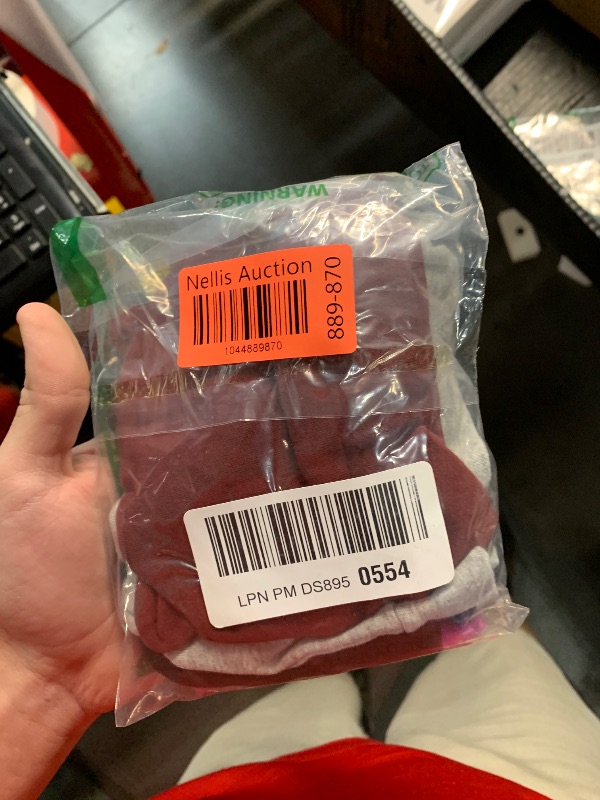 WARNING:
Nellis Auction
889-870
1044889870
LPN PM DS895 0554